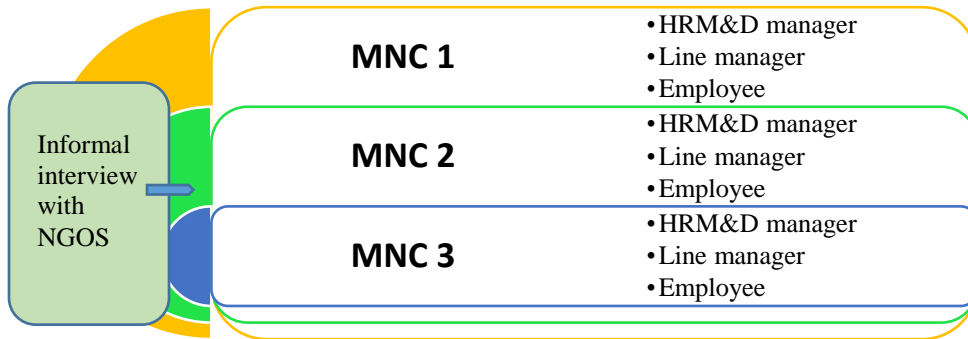 Informal
interview
with
NGOS
MNC 1
•HRM&D manager
•Line manager
•Employee
MNC 2
•HRM&D manager
•Line manager
•Employee
MNC 3
•HRM&D manager
•Line manager
•Employee